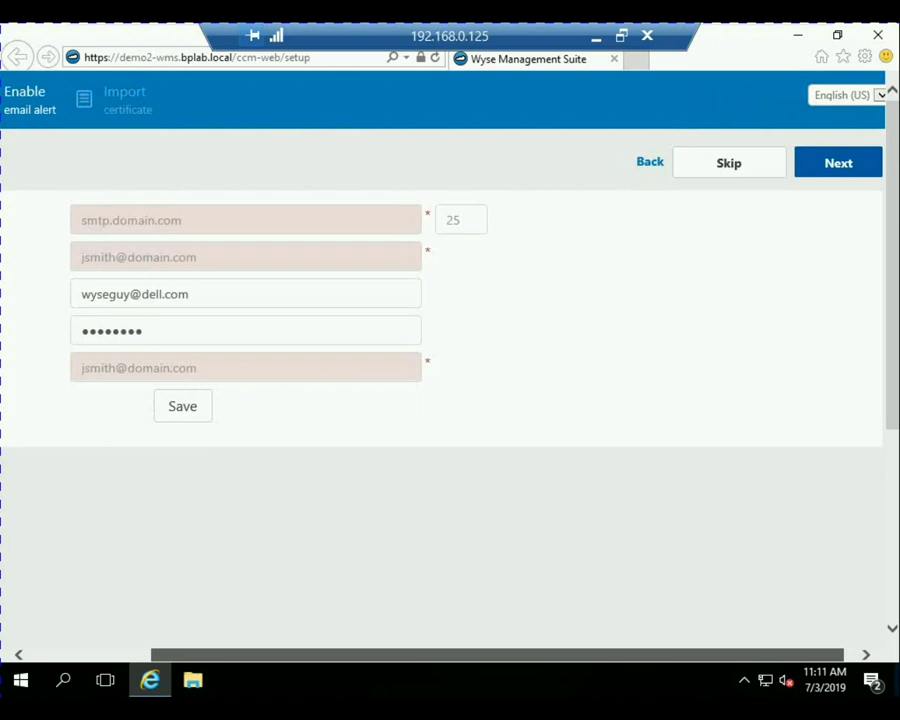 192.168.0.125
https://demo2-wms.bplab.local/ccm-web/setup
Wyse Management Suite
Enable
email alert
Import
certificate
English (US)
Back
Skip
Next
smtp.domain.com
*
25
jsmith@domain.com
*
wyseguy@dell.com
••••••••
jsmith@domain.com
*
Save
11:11 AM
7/3/2019
2